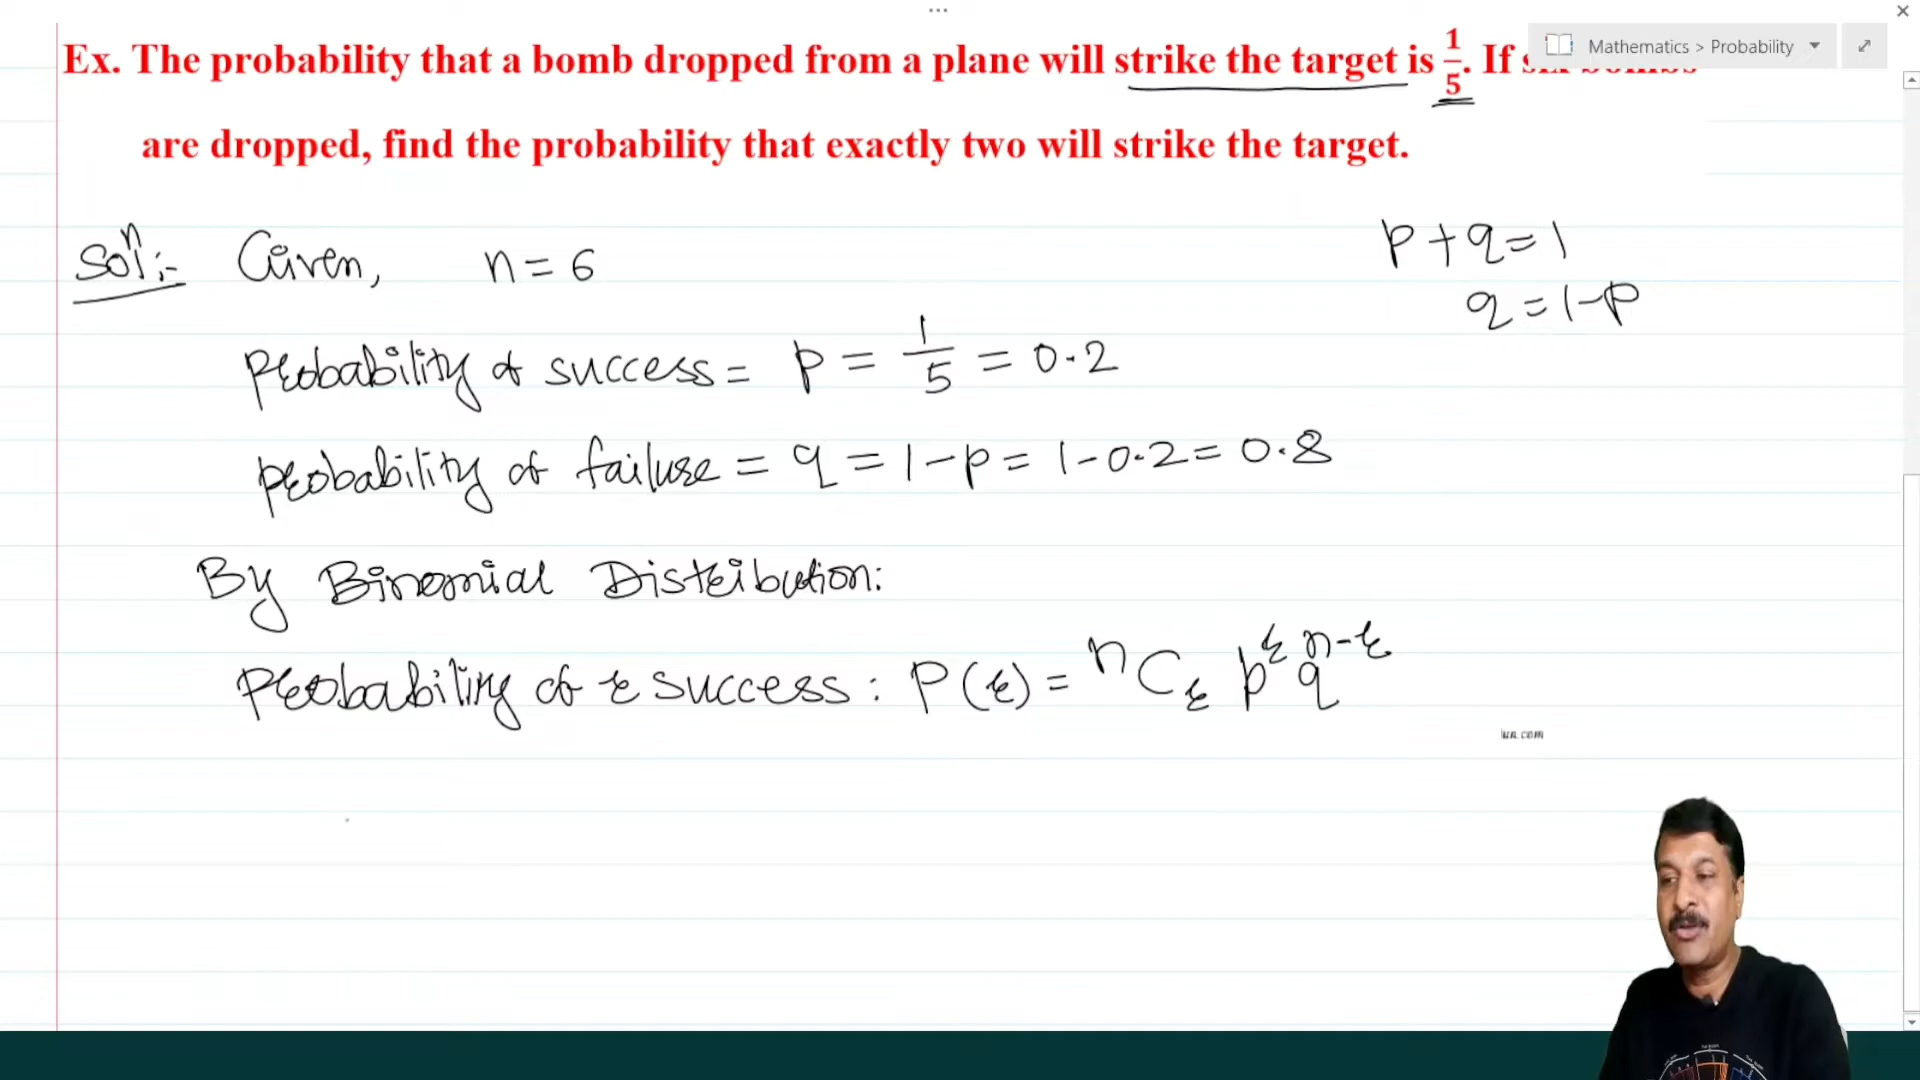 Mathematics > Probability
Ex. The probability that a bomb dropped from a plane will strike the target is 1/5. If six bombs
are dropped, find the probability that exactly two will strike the target.
Solⁿ:- Given, n = 6
p + q = 1
q = 1-p
Probability of success = p = 1/5 = 0.2
Probability of failure = q = 1-p = 1-0.2 = 0.8
By Binomial Distribution:
Probability of r success : P(r) = ⁿCᵣ pʳ qⁿ⁻ʳ